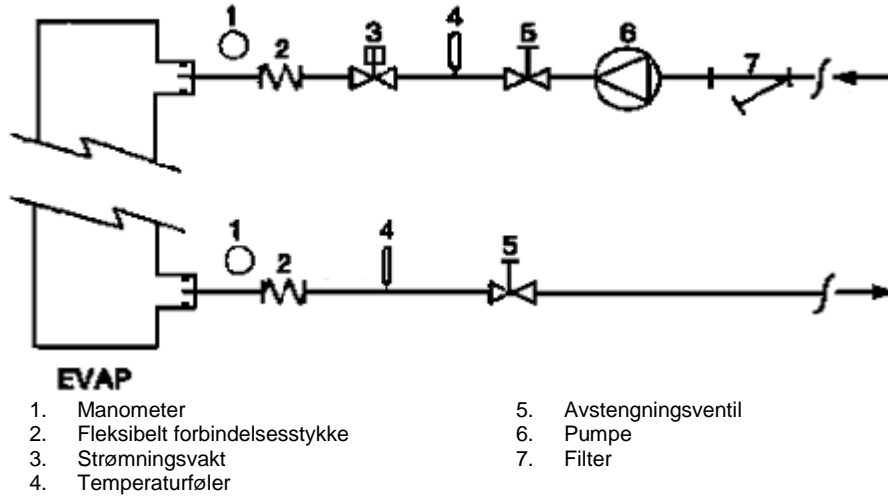 1 2 3 4 5 6 7
1 2 4 5
EVAP
1. Manometer
2. Fleksibelt forbindelsesstykke
3. Strømningsvakt
4. Temperaturføler
5. Avstengningsventil
6. Pumpe
7. Filter